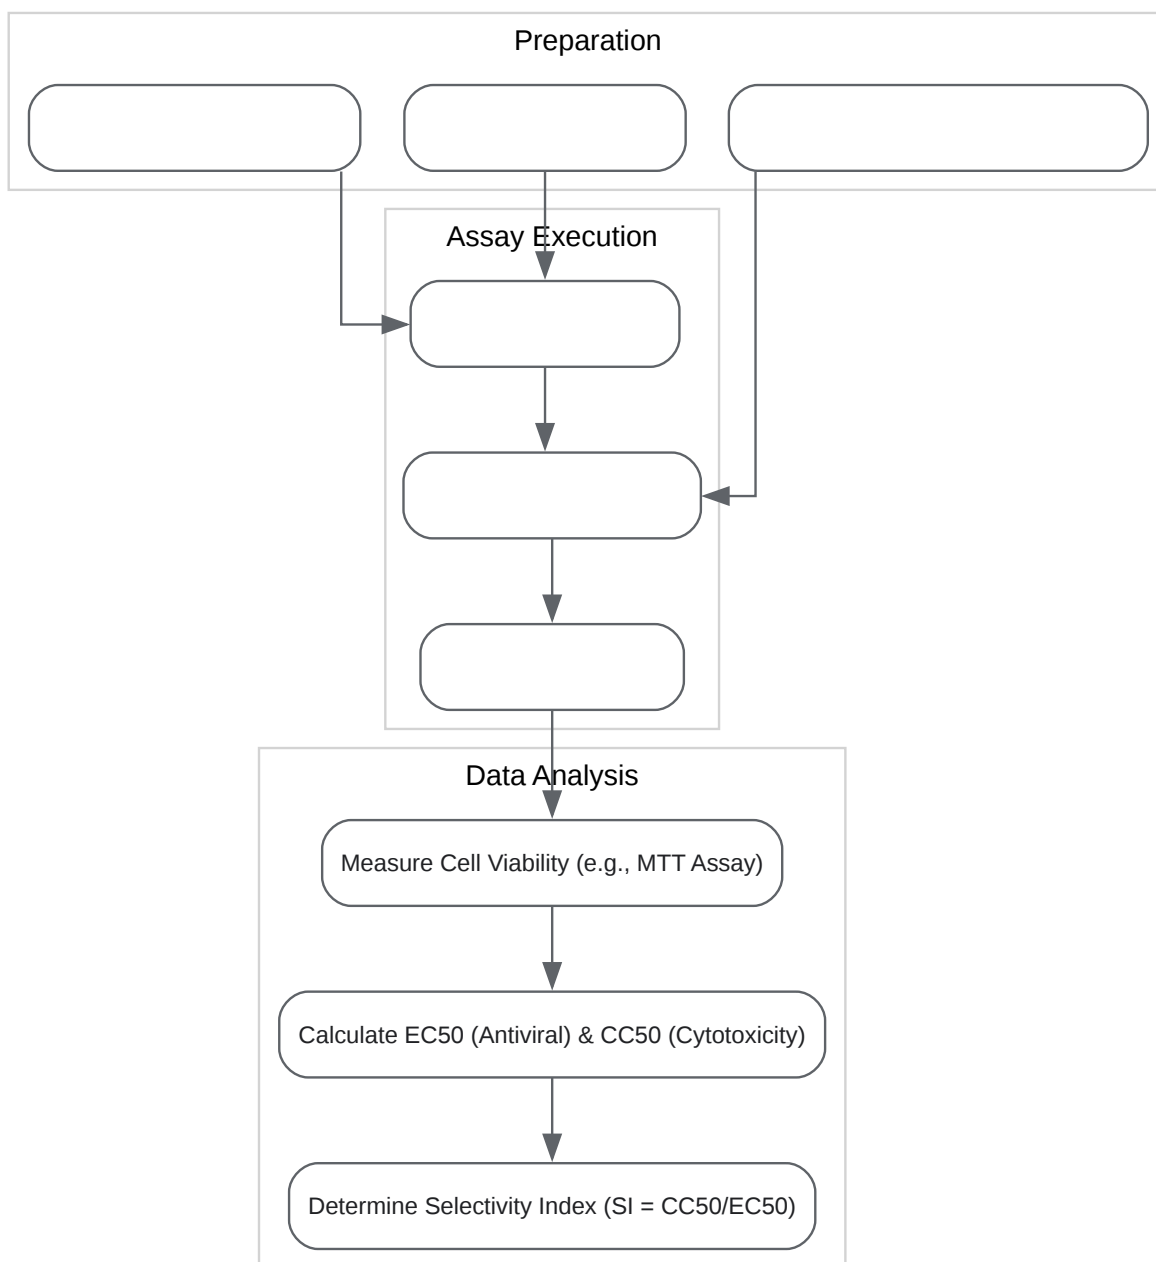 Preparation
Assay Execution
Data Analysis
Measure Cell Viability (e.g., MTT Assay)
Calculate EC50 (Antiviral) & CC50 (Cytotoxicity)
Determine Selectivity Index (SI = CC50/EC50)